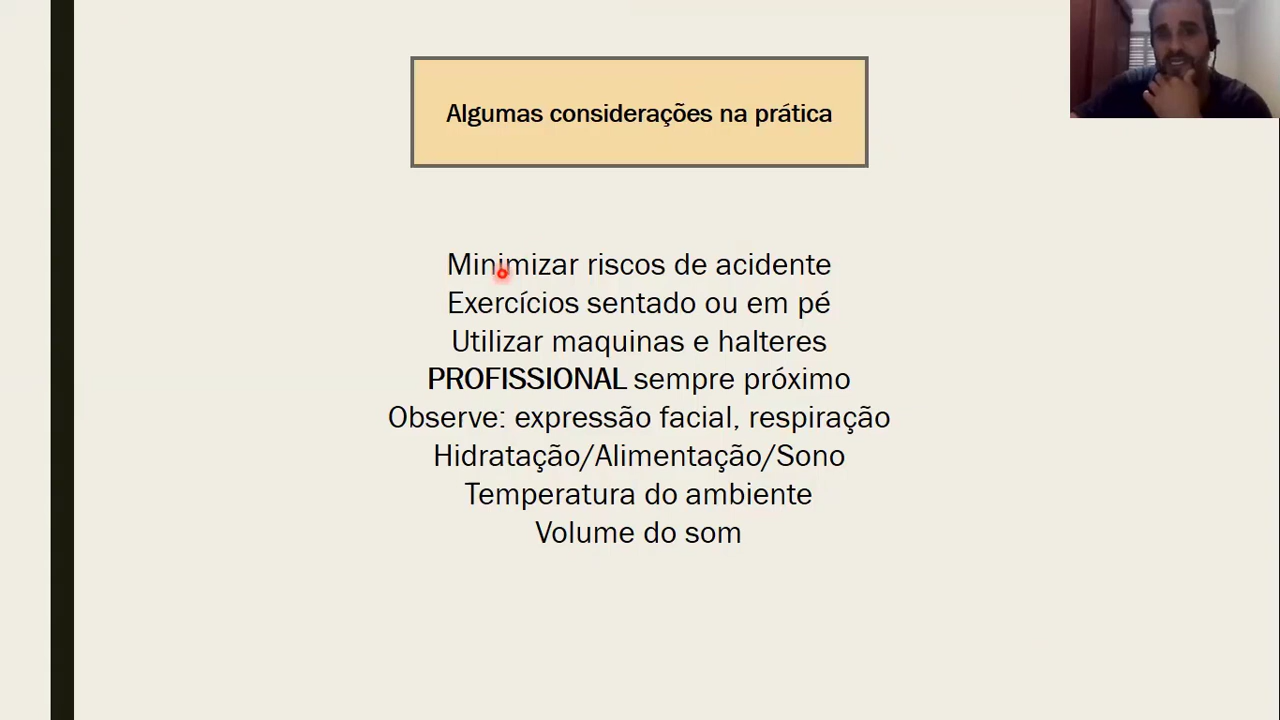 Algumas considerações na prática
Minimizar riscos de acidente
Exercícios sentado ou em pé
Utilizar maquinas e halteres
PROFISSIONAL sempre próximo
Observe: expressão facial, respiração
Hidratação/Alimentação/Sono
Temperatura do ambiente
Volume do som